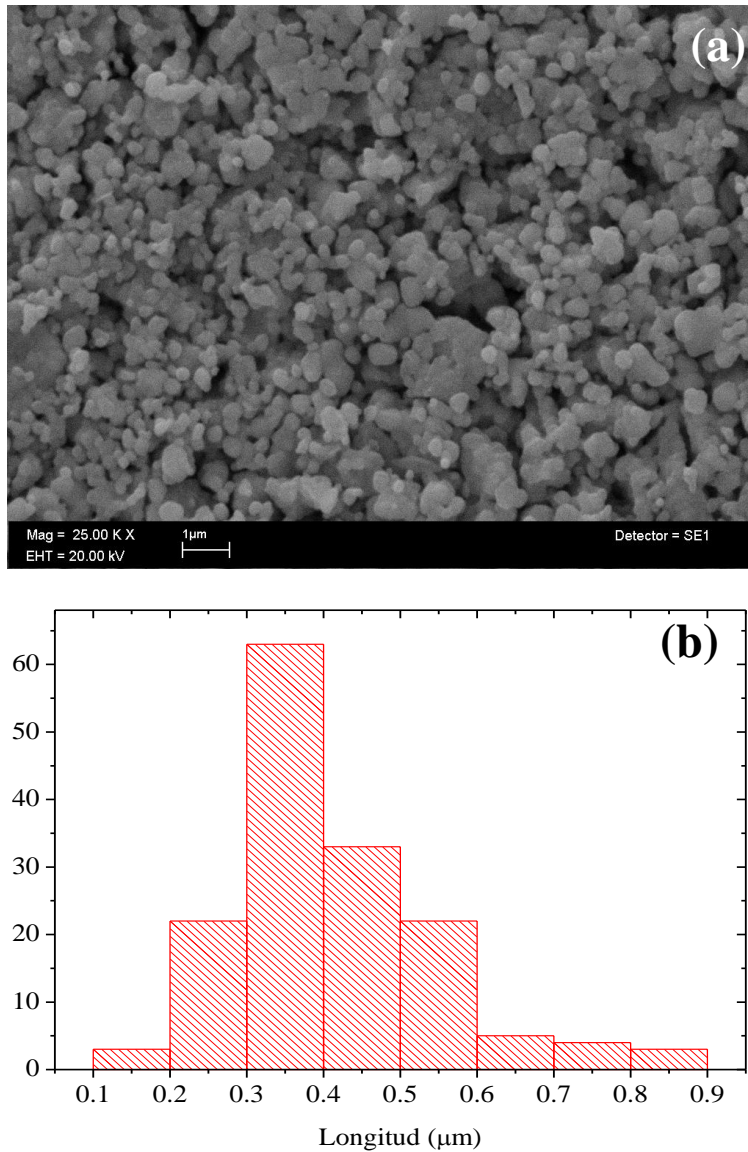 (a)
Mag = 25.00 K X
1µm
Detector = SE1
EHT = 20.00 kV
(b)
60
50
40
30
20
10
0
0.1 0.2 0.3 0.4 0.5 0.6 0.7 0.8 0.9
Longitud (µm)